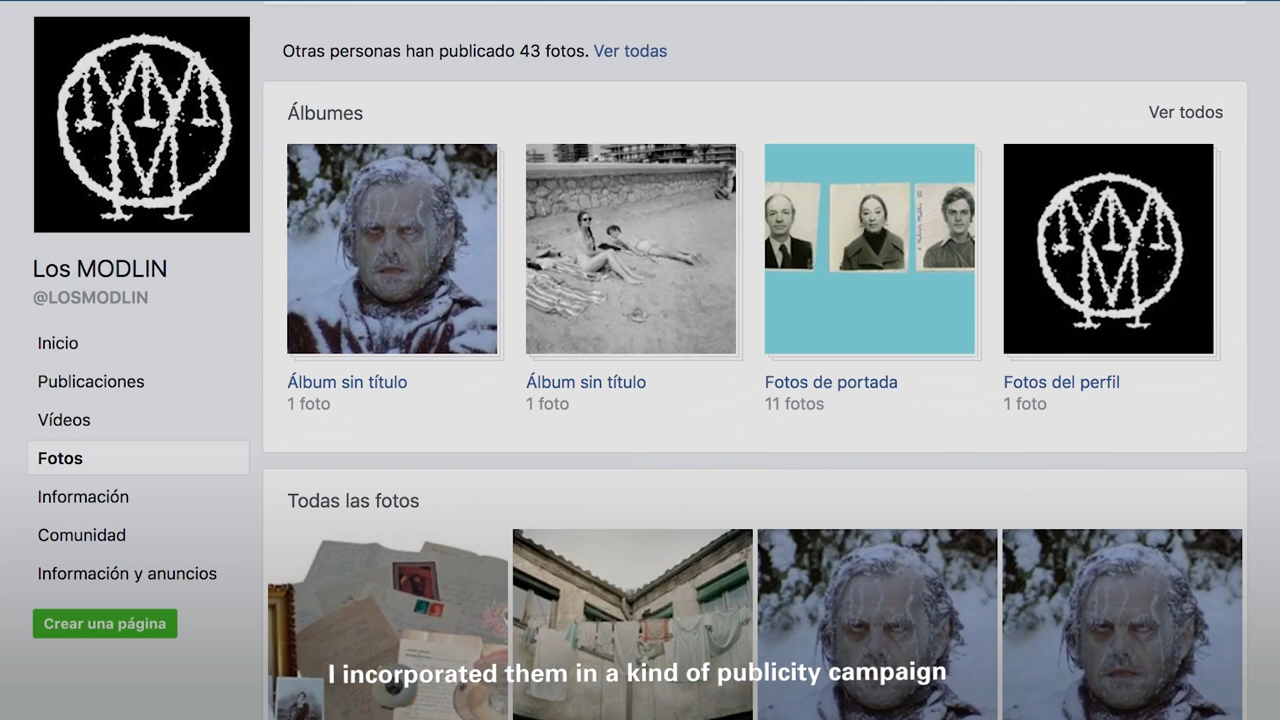 Otras personas han publicado 43 fotos. Ver todas
Álbumes
Ver todos
Álbum sin título
1 foto
Álbum sin título
1 foto
Fotos de portada
11 fotos
Fotos del perfil
1 foto
Los MODLIN
@LOSMODLIN
Inicio
Publicaciones
Vídeos
Fotos
Información
Comunidad
Información y anuncios
Crear una página
Todas las fotos
I incorporated them in a kind of publicity campaign